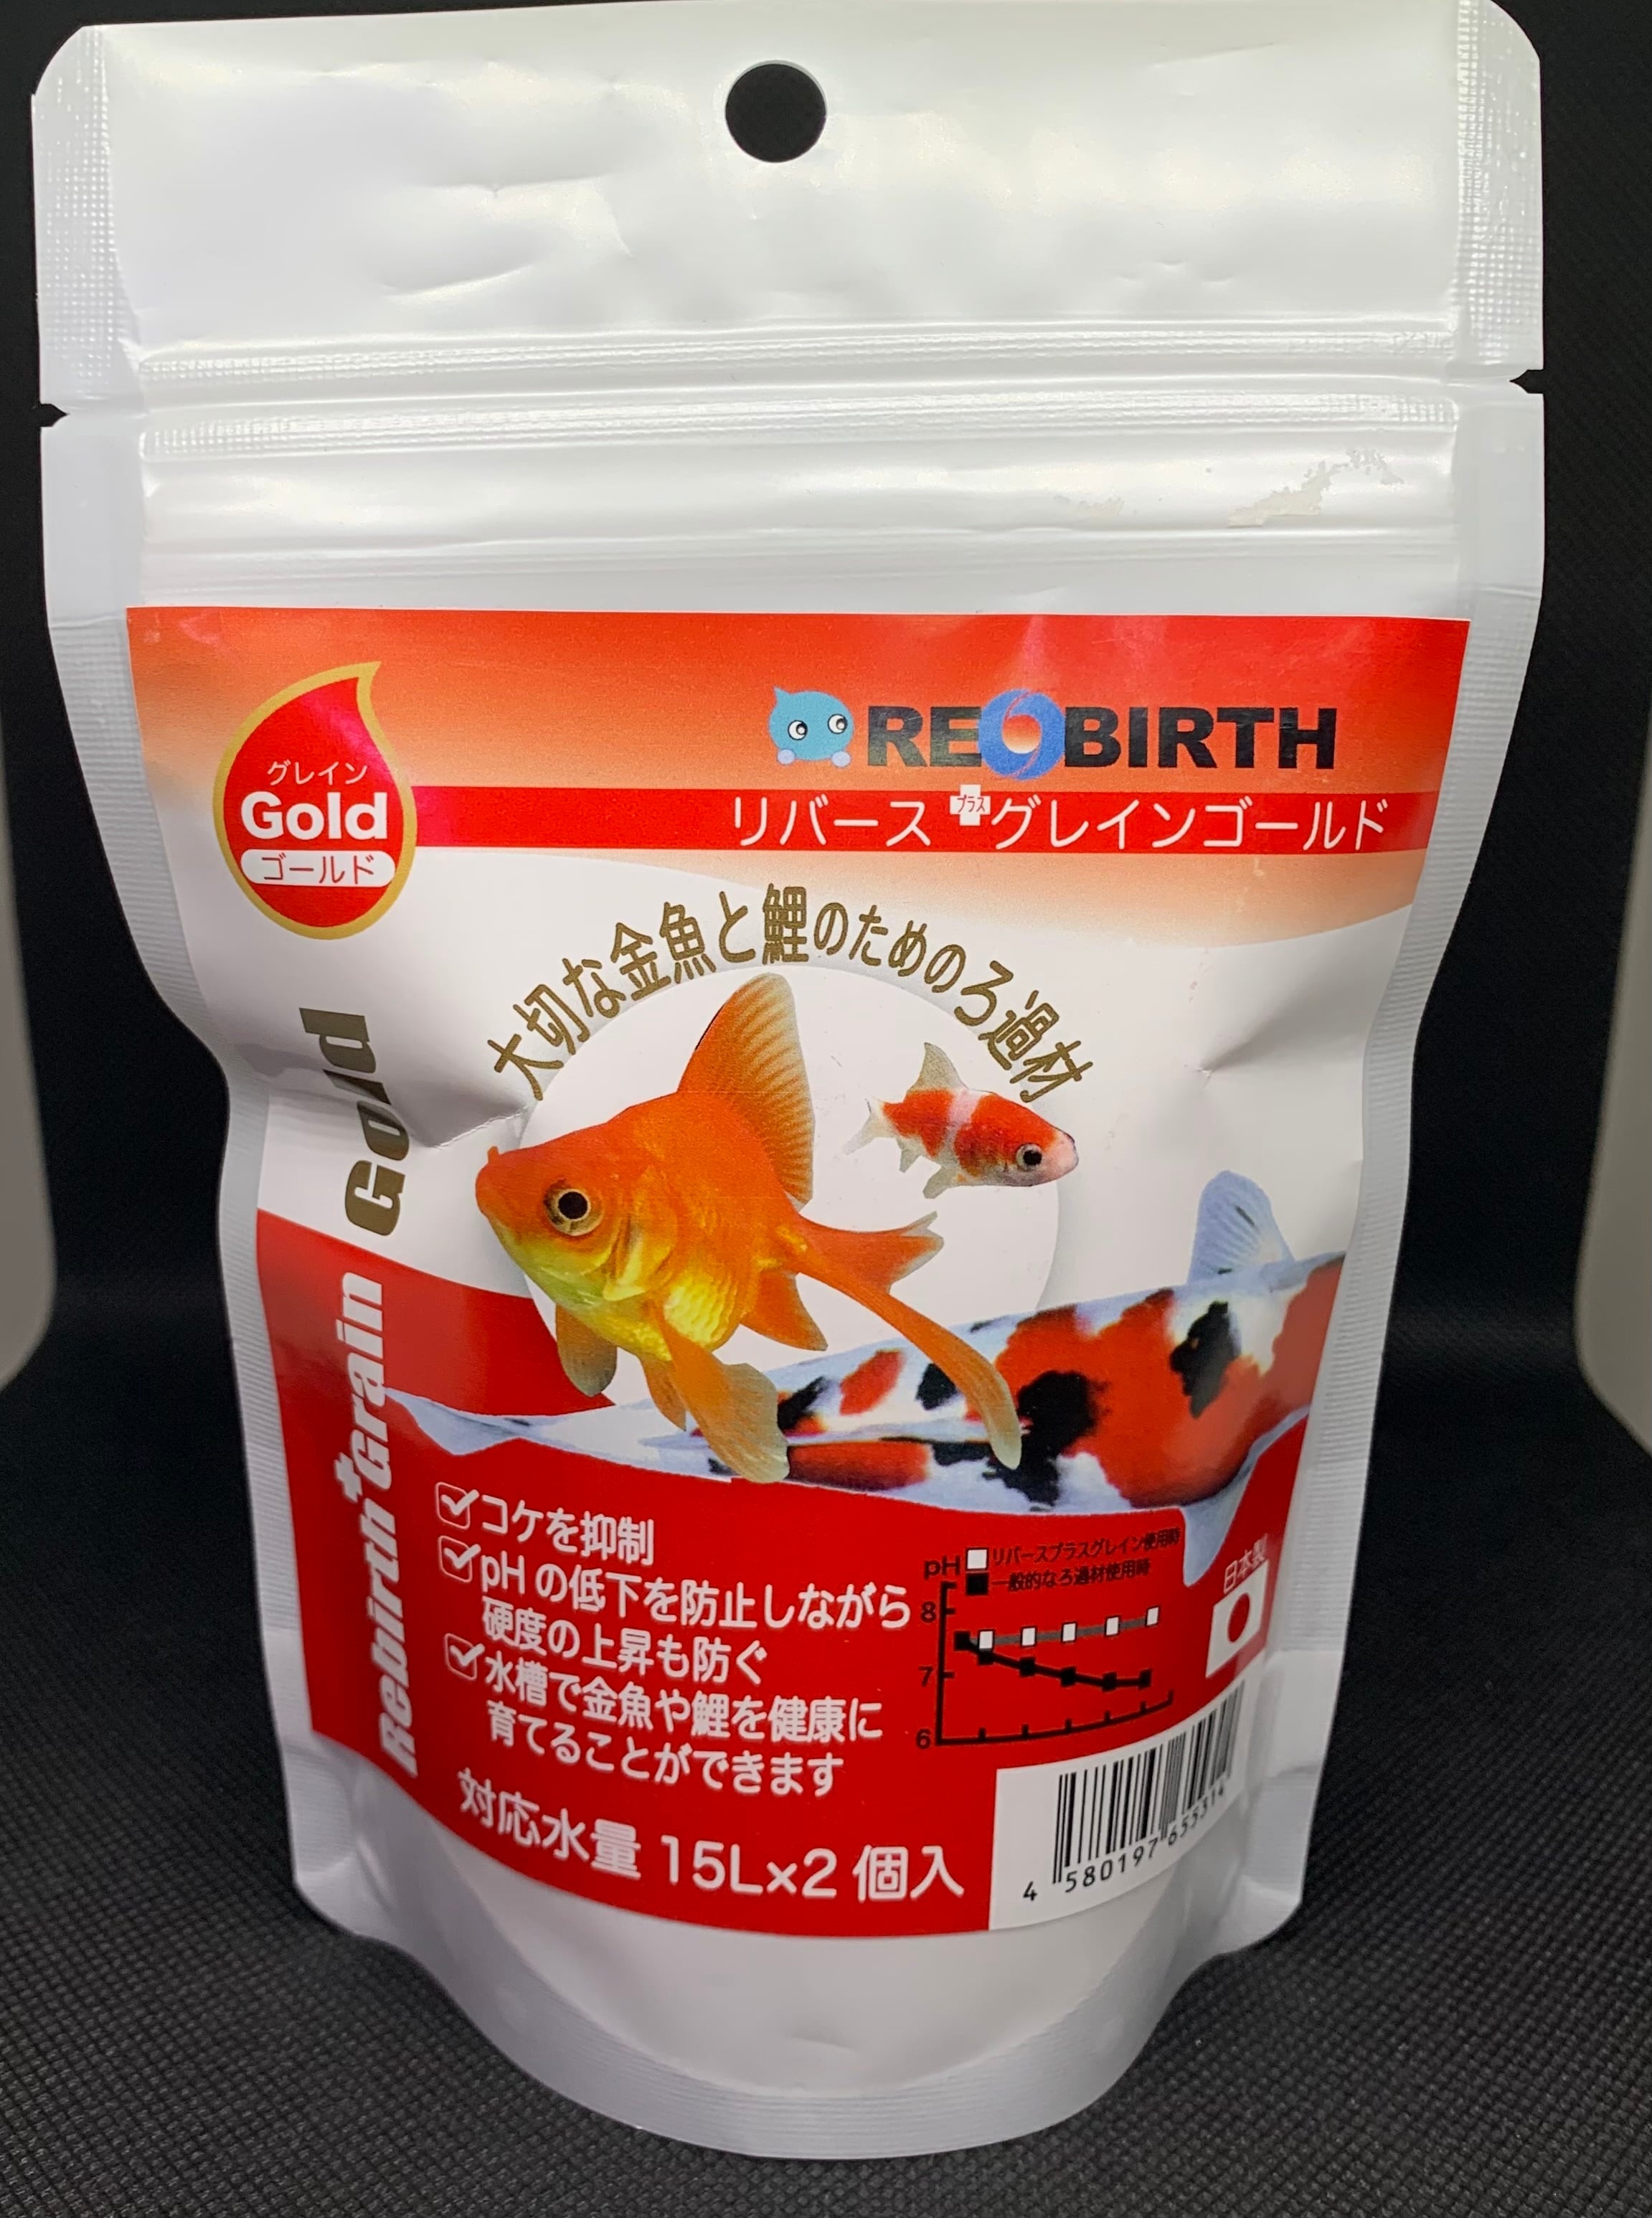 グレイン
Gold
ゴールド
REBIRTH
リバース プラス グレインゴールド
大切な金魚と鯉のためのろ過材
Rebirth+Grain Gold
コケを抑制
pHの低下を防止しながら
硬度の上昇も防ぐ
水槽で金魚や鯉を健康に
育てることができます
対応水量 15L×2 個入
pH
リバースプラスグレイン使用時
一般的なろ過材使用時
8
7
6
日本製
4 580197 655314